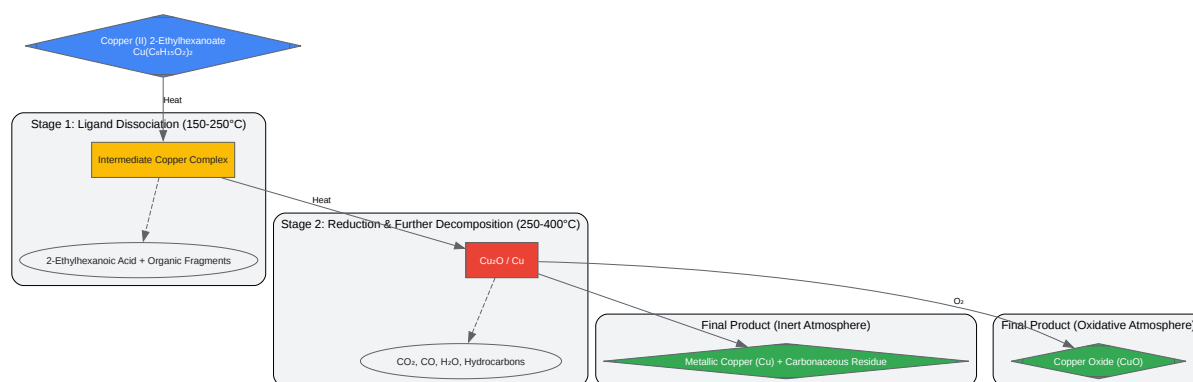 Copper (II) 2-Ethylhexanoate
Cu(C₈H₁₅O₂)₂
Heat
Stage 1: Ligand Dissociation (150-250°C)
Intermediate Copper Complex
Heat
Stage 2: Reduction & Further Decomposition (250-400°C)
2-Ethylhexanoic Acid + Organic Fragments
Cu₂O / Cu
O₂
Final Product (Inert Atmosphere)
Final Product (Oxidative Atmosphere)
CO₂, CO, H₂O, Hydrocarbons
Metallic Copper (Cu) + Carbonaceous Residue
Copper Oxide (CuO)